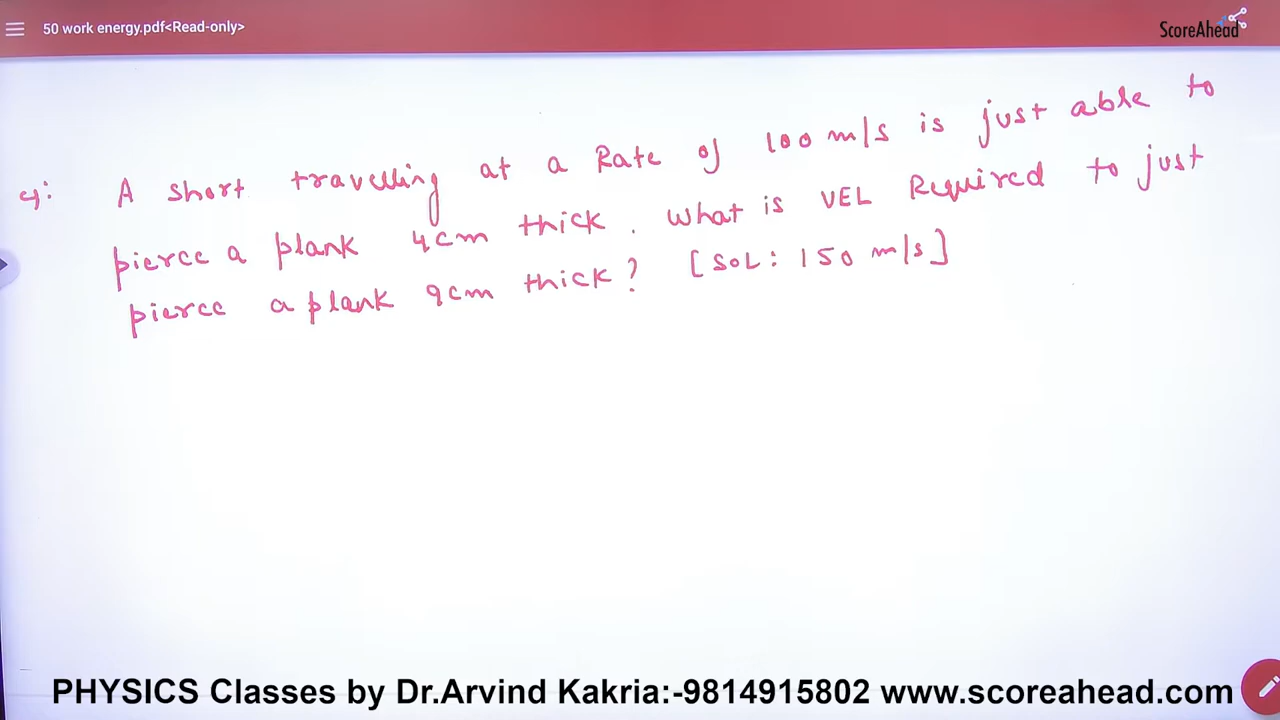 50 work energy.pdf<Read-only>
ScoreAhead
Q: A short travelling at a Rate of 100 m/s is just able to
pierce a plank 4cm thick. What is VEL Required to just
pierce a plank 9cm thick? [SOL: 150 m/s]
PHYSICS Classes by Dr.Arvind Kakria:-9814915802 www.scoreahead.com